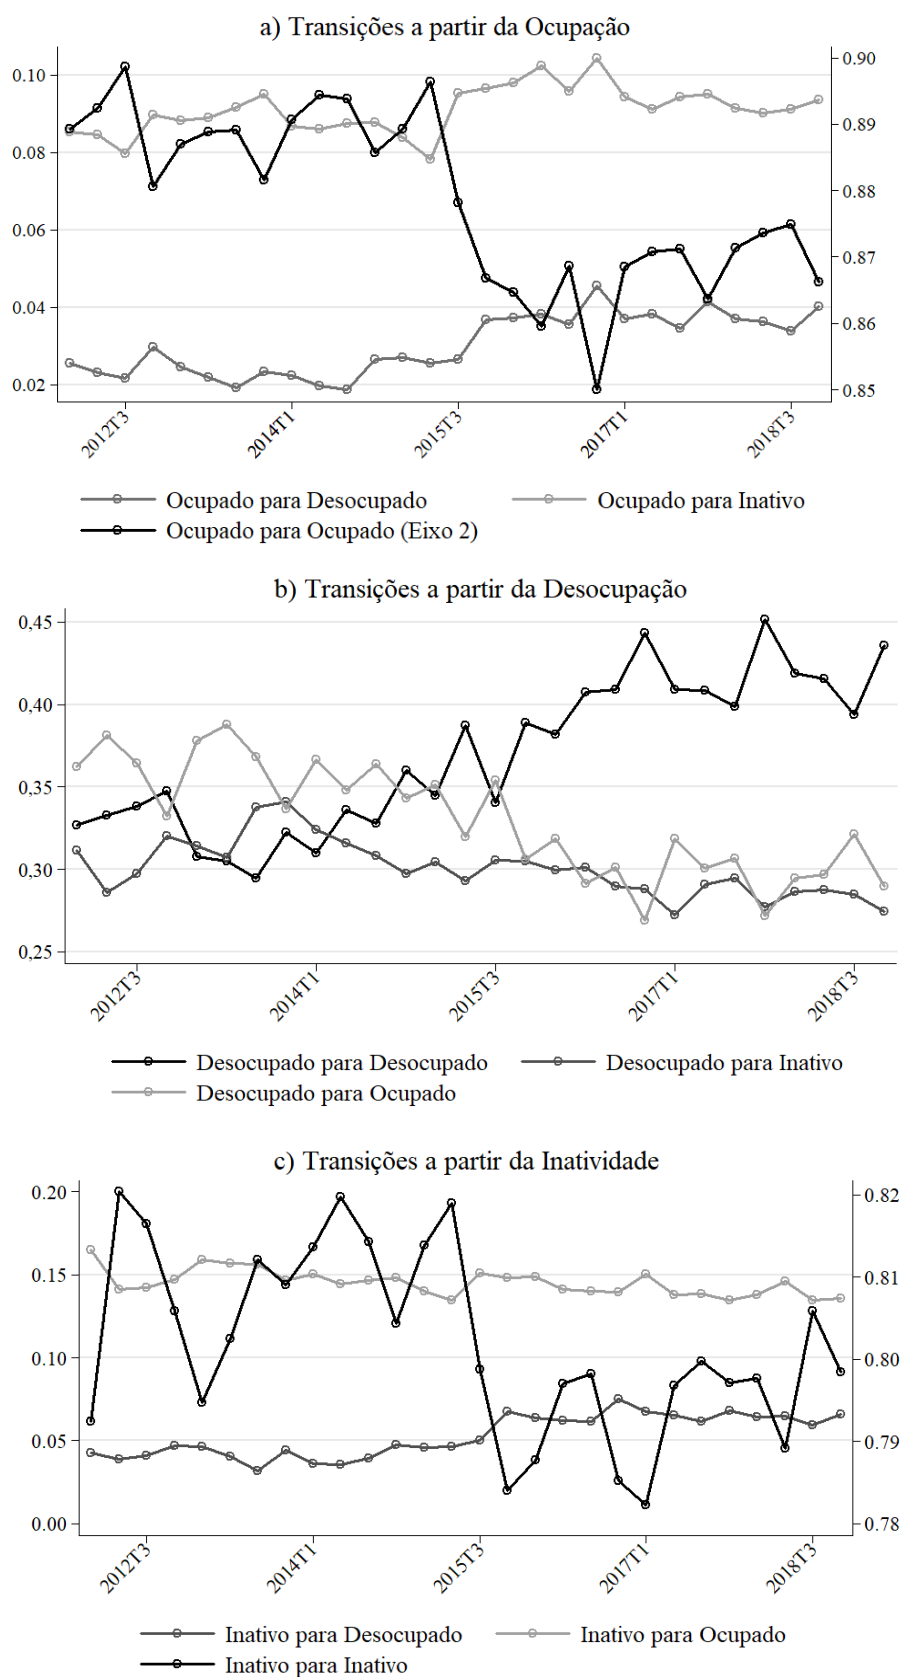 a) Transições a partir da Ocupação
0.10
0.08
0.06
0.04
0.02
0.90
0.89
0.88
0.87
0.86
0.85
2012T3
2014T1
2015T3
2017T1
2018T3
Ocupado para Desocupado
Ocupado para Inativo
Ocupado para Ocupado (Eixo 2)
b) Transições a partir da Desocupação
0,45
0,40
0,35
0,30
0,25
2012T3
2014T1
2015T3
2017T1
2018T3
Desocupado para Desocupado
Desocupado para Inativo
Desocupado para Ocupado
c) Transições a partir da Inatividade
0.20
0.15
0.10
0.05
0.00
0.82
0.81
0.80
0.79
0.78
2012T3
2014T1
2015T3
2017T1
2018T3
Inativo para Desocupado
Inativo para Ocupado
Inativo para Inativo